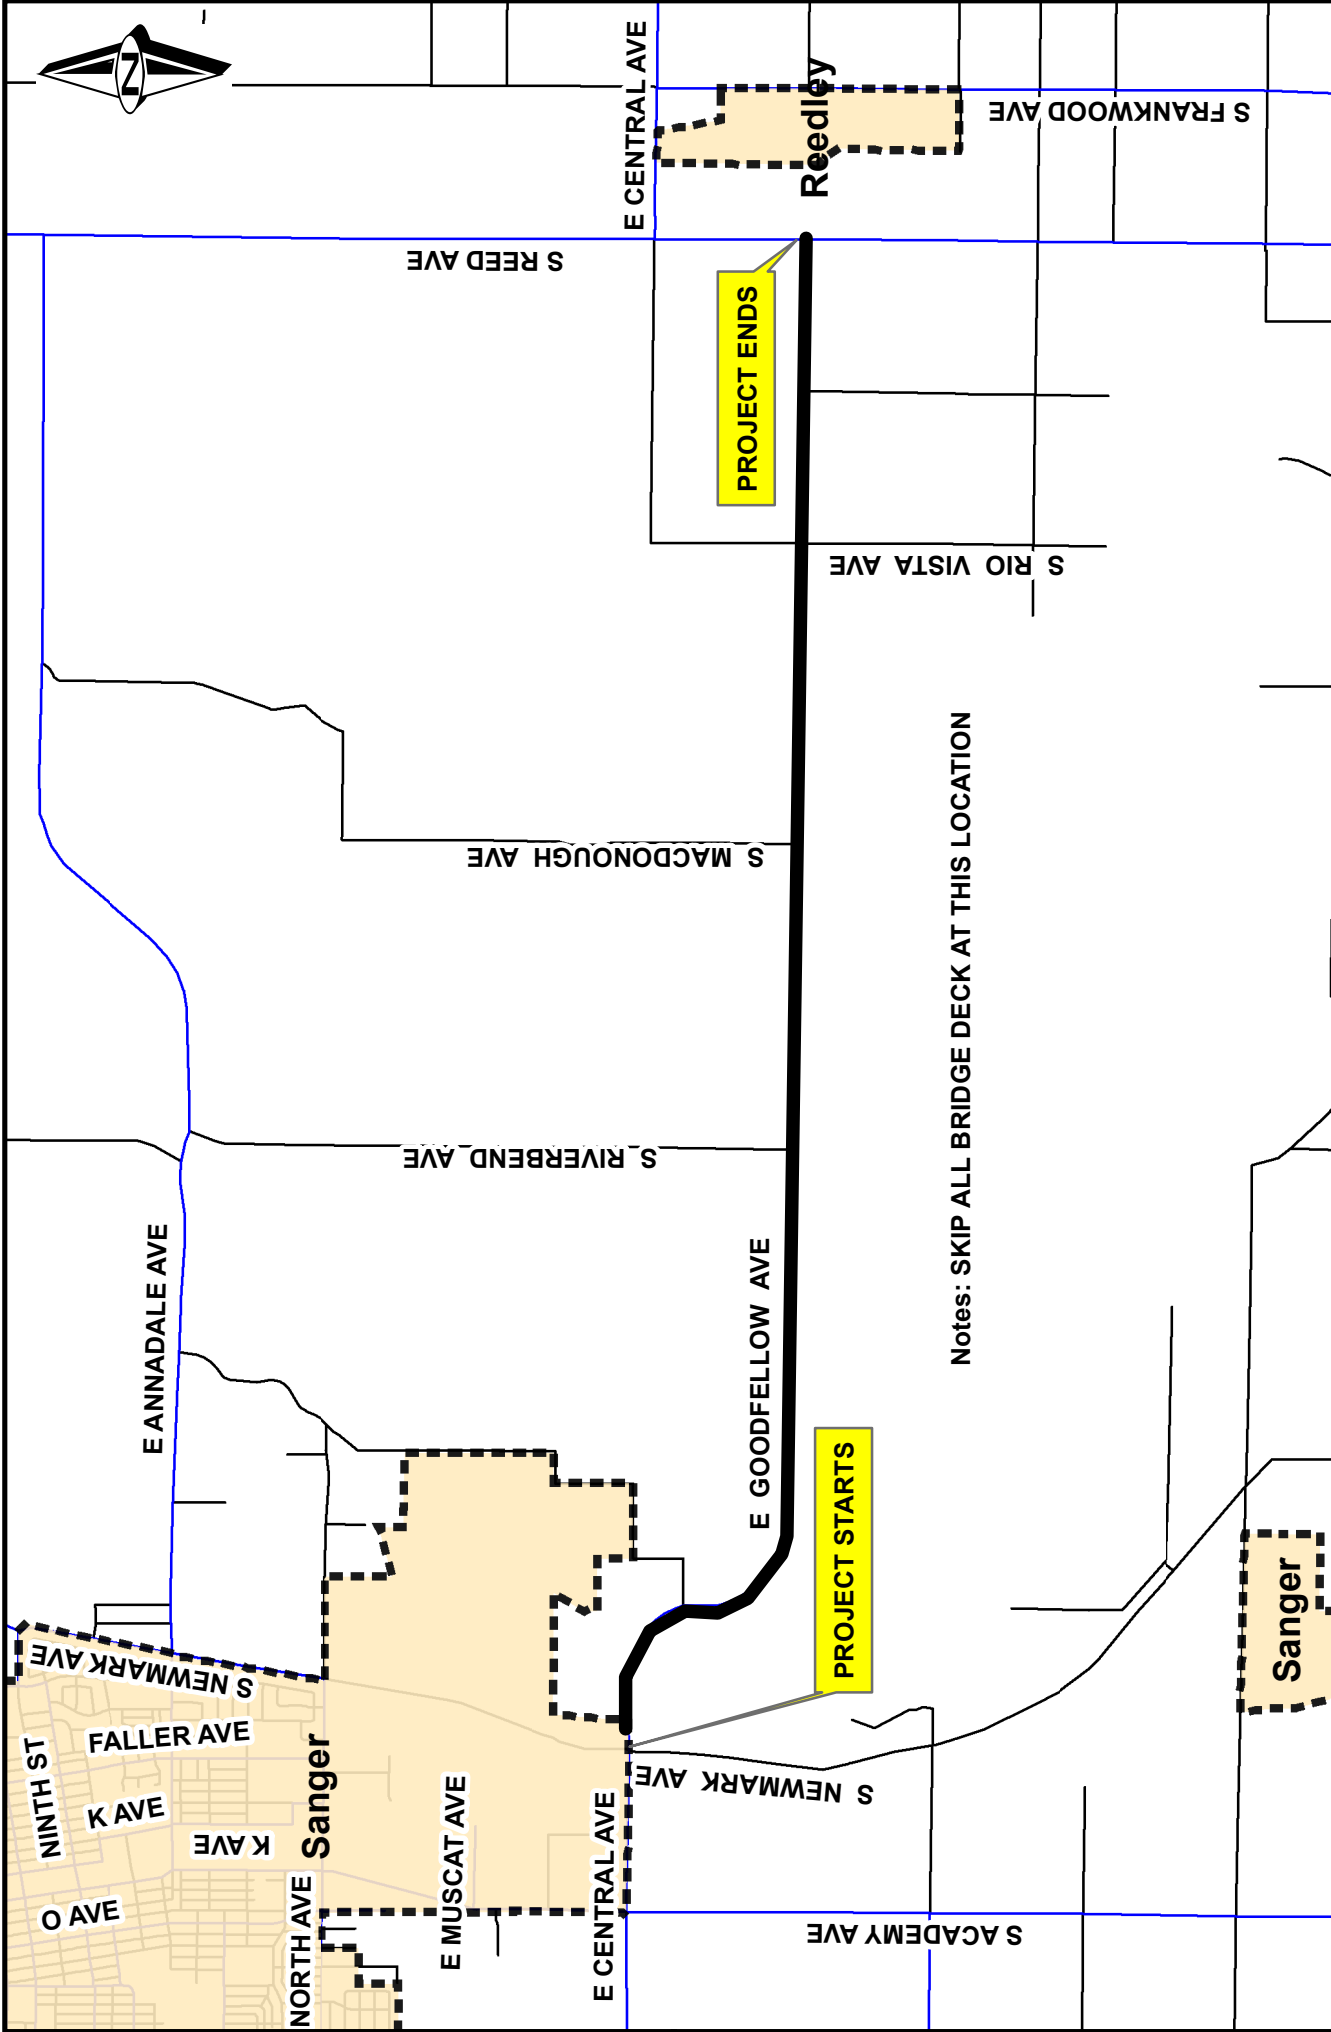 N
E CENTRAL AVE
Reedley
S FRANKWOOD AVE
S REED AVE
PROJECT ENDS
S RIO VISTA AVE
S MACDONOUGH AVE
Notes: SKIP ALL BRIDGE DECK AT THIS LOCATION
S RIVERBEND AVE
E ANNADALE AVE
E GOODFELLOW AVE
PROJECT STARTS
Sanger
S NEWMARK AVE
FALLER AVE
NINTH ST
K AVE
K AVE
Sanger
O AVE
NORTH AVE
E MUSCAT AVE
E CENTRAL AVE
S NEWMARK AVE
S ACADEMY AVE